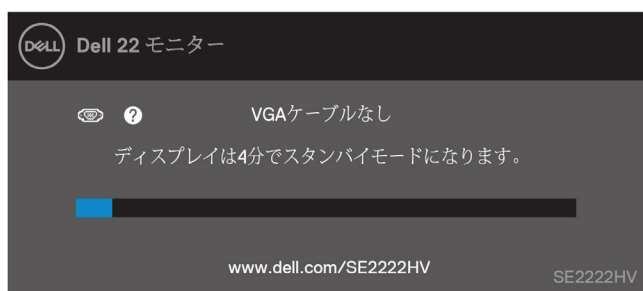 DELL Dell 22 モニター
? VGAケーブルなし
ディスプレイは4分でスタンバイモードになります。
www.dell.com/SE2222HV
SE2222HV